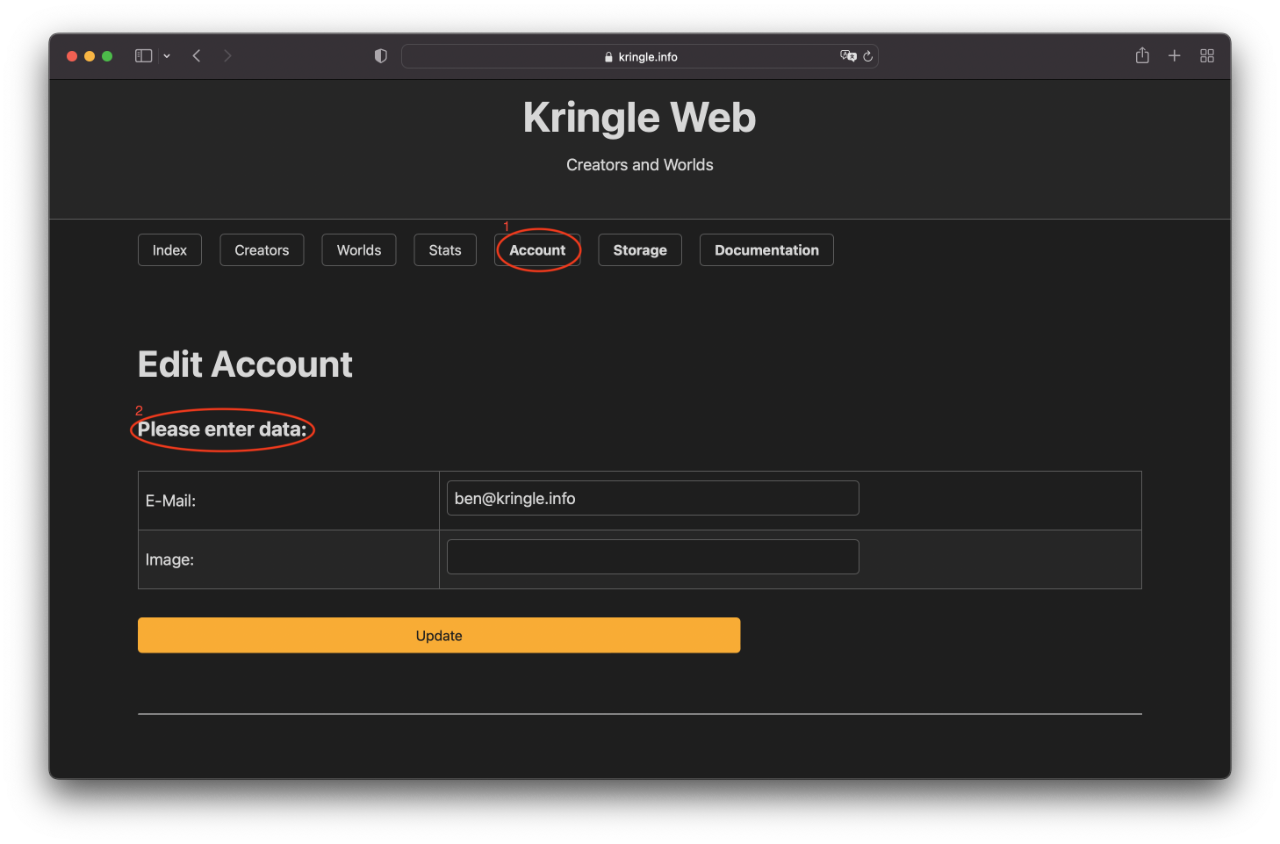 kringle.info
Kringle Web
Creators and Worlds
1
Index Creators Worlds Stats Account Storage Documentation
Edit Account
2
Please enter data:
E-Mail: ben@kringle.info
Image:
Update